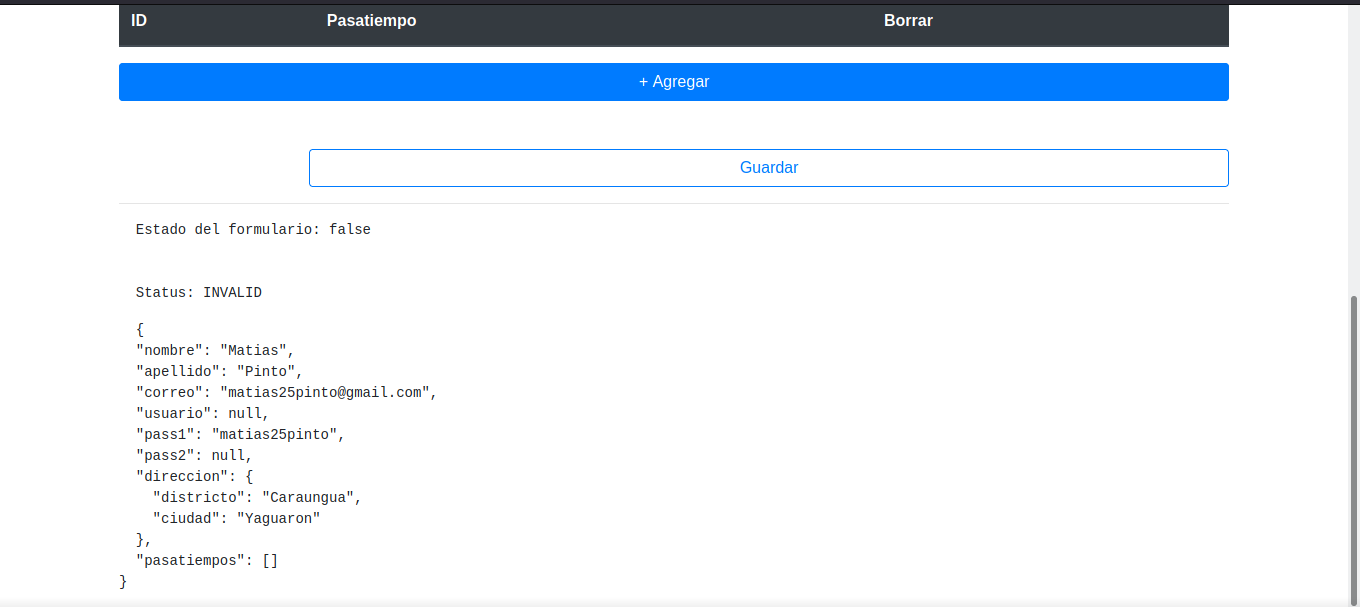 ID Pasatiempo Borrar
+ Agregar
Guardar
Estado del formulario: false
Status: INVALID
{
"nombre": "Matias",
"apellido": "Pinto",
"correo": "matias25pinto@gmail.com",
"usuario": null,
"pass1": "matias25pinto",
"pass2": null,
"direccion": {
"districto": "Caraungua",
"ciudad": "Yaguaron"
},
"pasatiempos": []
}